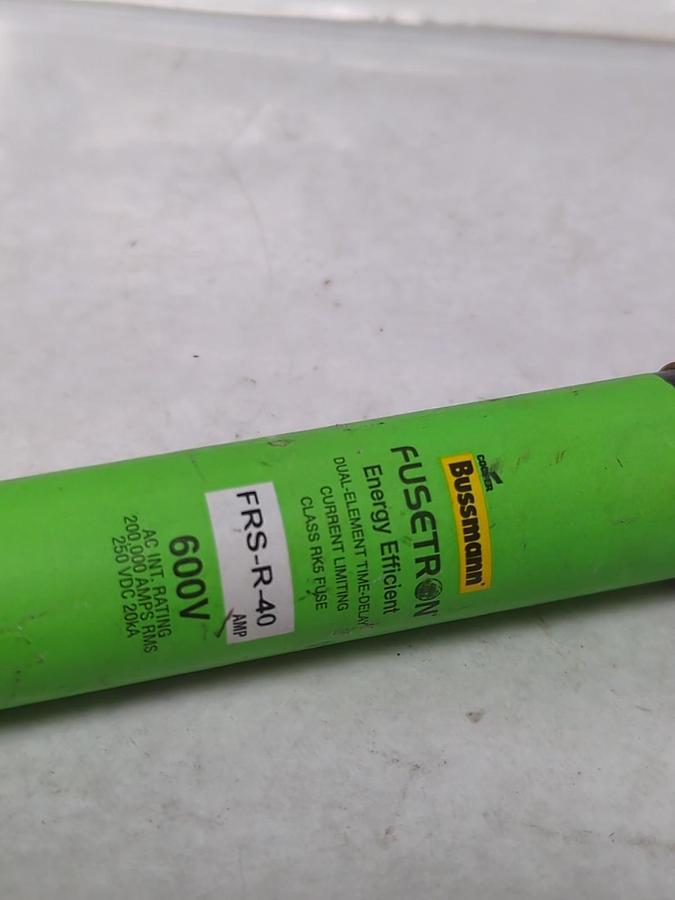 COOPER
Bussmann
FUSETRON
Energy Efficient
DUAL-ELEMENT TIME-DELAY
CURRENT LIMITING
CLASS RK5 FUSE
FRS-R-40
AMP
600V
AC INT. RATING
200,000 AMPS RMS
250 VDC 20kA